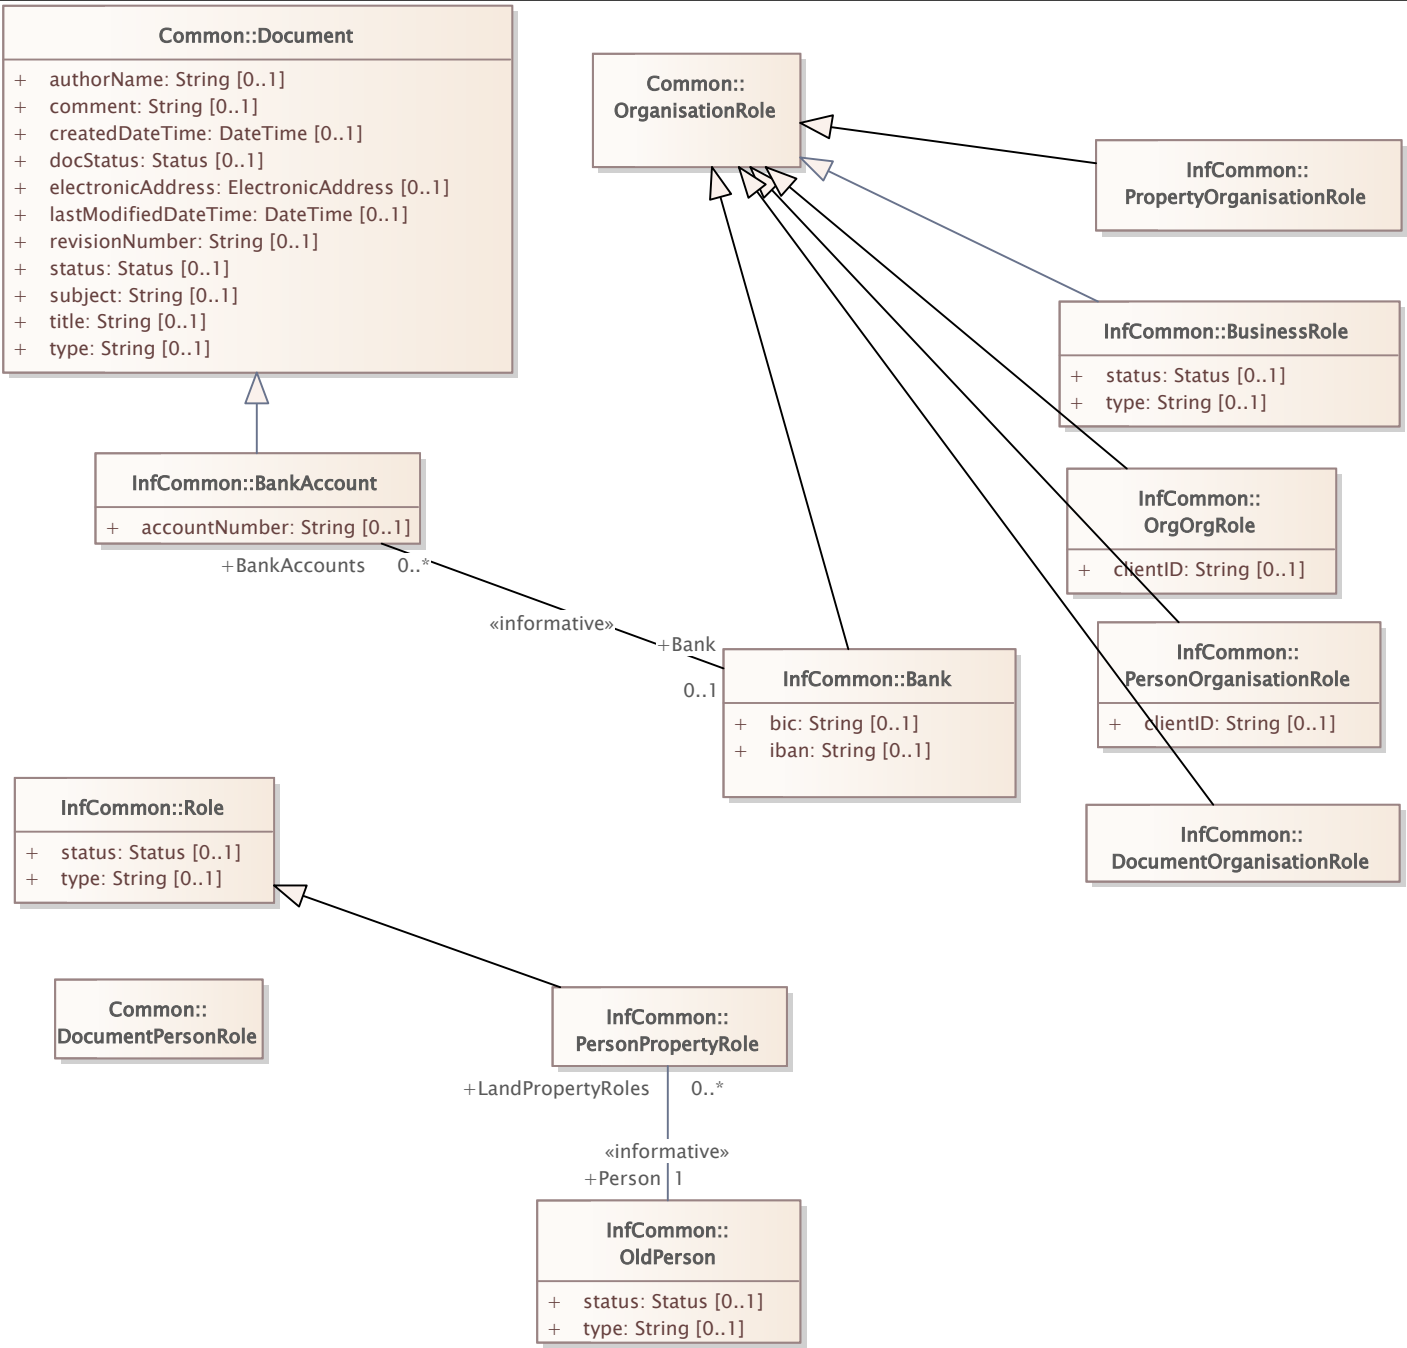 Common::Document
+ authorName: String [0..1]
+ comment: String [0..1]
+ createdDateTime: DateTime [0..1]
+ docStatus: Status [0..1]
+ electronicAddress: ElectronicAddress [0..1]
+ lastModifiedDateTime: DateTime [0..1]
+ revisionNumber: String [0..1]
+ status: Status [0..1]
+ subject: String [0..1]
+ title: String [0..1]
+ type: String [0..1]
Common::
OrganisationRole
InfCommon::
PropertyOrganisationRole
InfCommon::BusinessRole
+ status: Status [0..1]
+ type: String [0..1]
InfCommon::BankAccount
+ accountNumber: String [0..1]
+BankAccounts 0..*
«informative»
+Bank
0..1
InfCommon::
OrgOrgRole
+ clientID: String [0..1]
InfCommon::
PersonOrganisationRole
+ clientID: String [0..1]
InfCommon::Bank
+ bic: String [0..1]
+ iban: String [0..1]
InfCommon::
DocumentOrganisationRole
InfCommon::Role
+ status: Status [0..1]
+ type: String [0..1]
Common::
DocumentPersonRole
InfCommon::
PersonPropertyRole
+LandPropertyRoles 0..*
«informative»
+Person 1
InfCommon::
OldPerson
+ status: Status [0..1]
+ type: String [0..1]